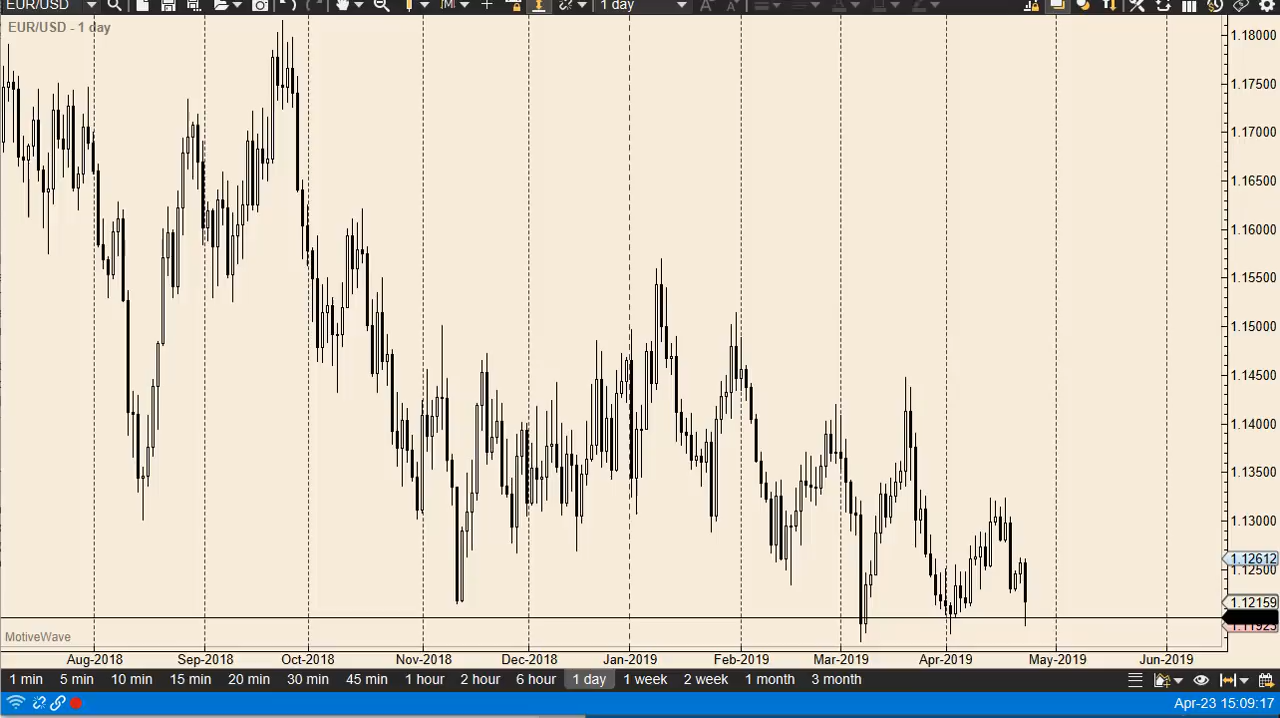 EUR/USD 1 day
EUR/USD - 1 day
1.18000
1.17500
1.17000
1.16500
1.16000
1.15500
1.15000
1.14500
1.14000
1.13500
1.13000
1.12612
1.12500
1.12159
1.11925
MotiveWave
Aug-2018 Sep-2018 Oct-2018 Nov-2018 Dec-2018 Jan-2019 Feb-2019 Mar-2019 Apr-2019 May-2019 Jun-2019
1 min 5 min 10 min 15 min 20 min 30 min 45 min 1 hour 2 hour 6 hour 1 day 1 week 2 week 1 month 3 month
Apr-23 15:09:17